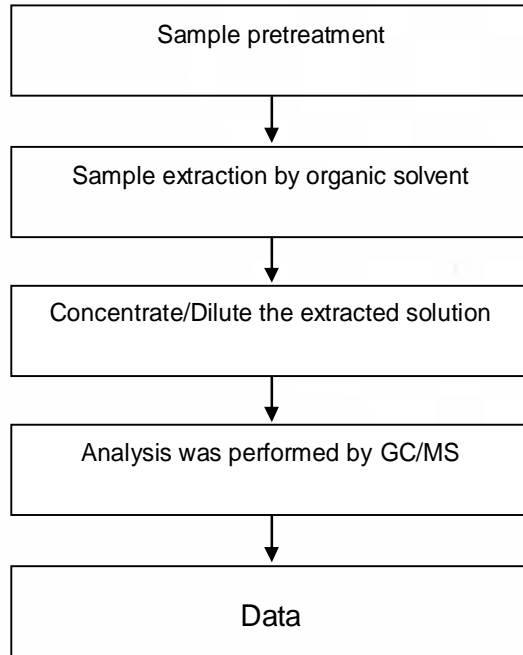 Sample pretreatment
Sample extraction by organic solvent
Concentrate/Dilute the extracted solution
Analysis was performed by GC/MS
Data